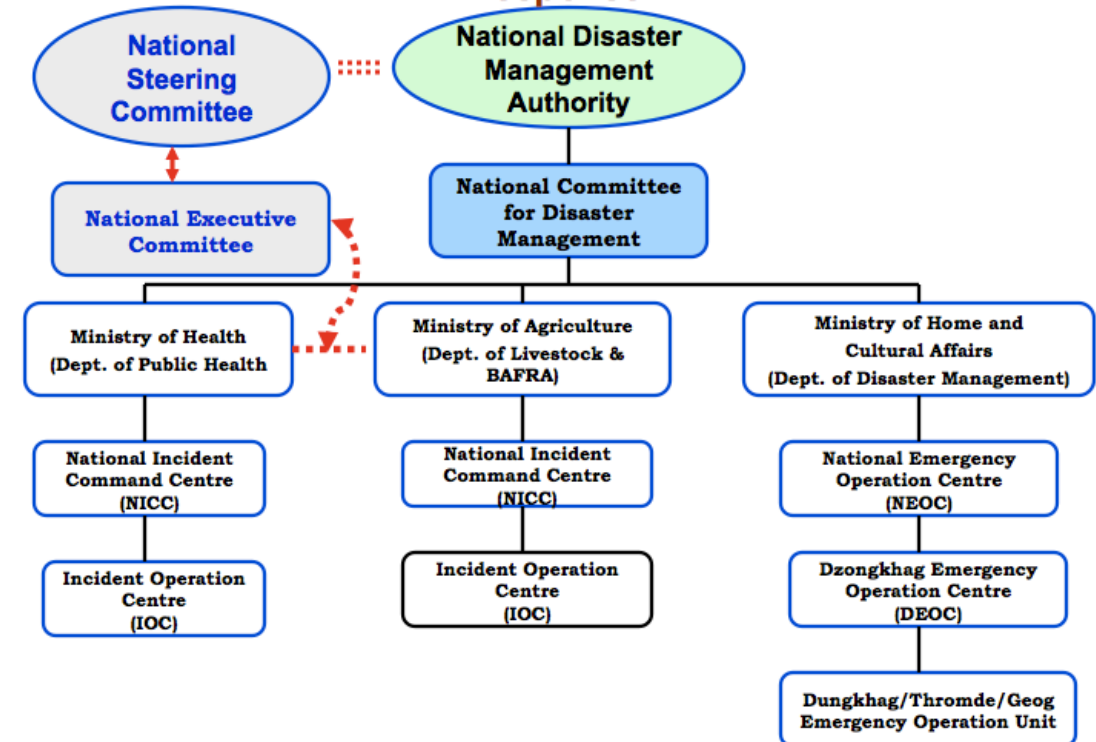 National
Steering
Committee
National Disaster
Management
Authority
National Executive
Committee
National Committee
for Disaster
Management
Ministry of Health
(Dept. of Public Health
Ministry of Agriculture
(Dept. of Livestock &
BAFRA)
Ministry of Home and
Cultural Affairs
(Dept. of Disaster Management)
National Incident
Command Centre
(NICC)
National Incident
Command Centre
(NICC)
National Emergency
Operation Centre
(NEOC)
Incident Operation
Centre
(IOC)
Incident Operation
Centre
(IOC)
Dzongkhag Emergency
Operation Centre
(DEOC)
Dungkhag/Thromde/Geog
Emergency Operation Unit